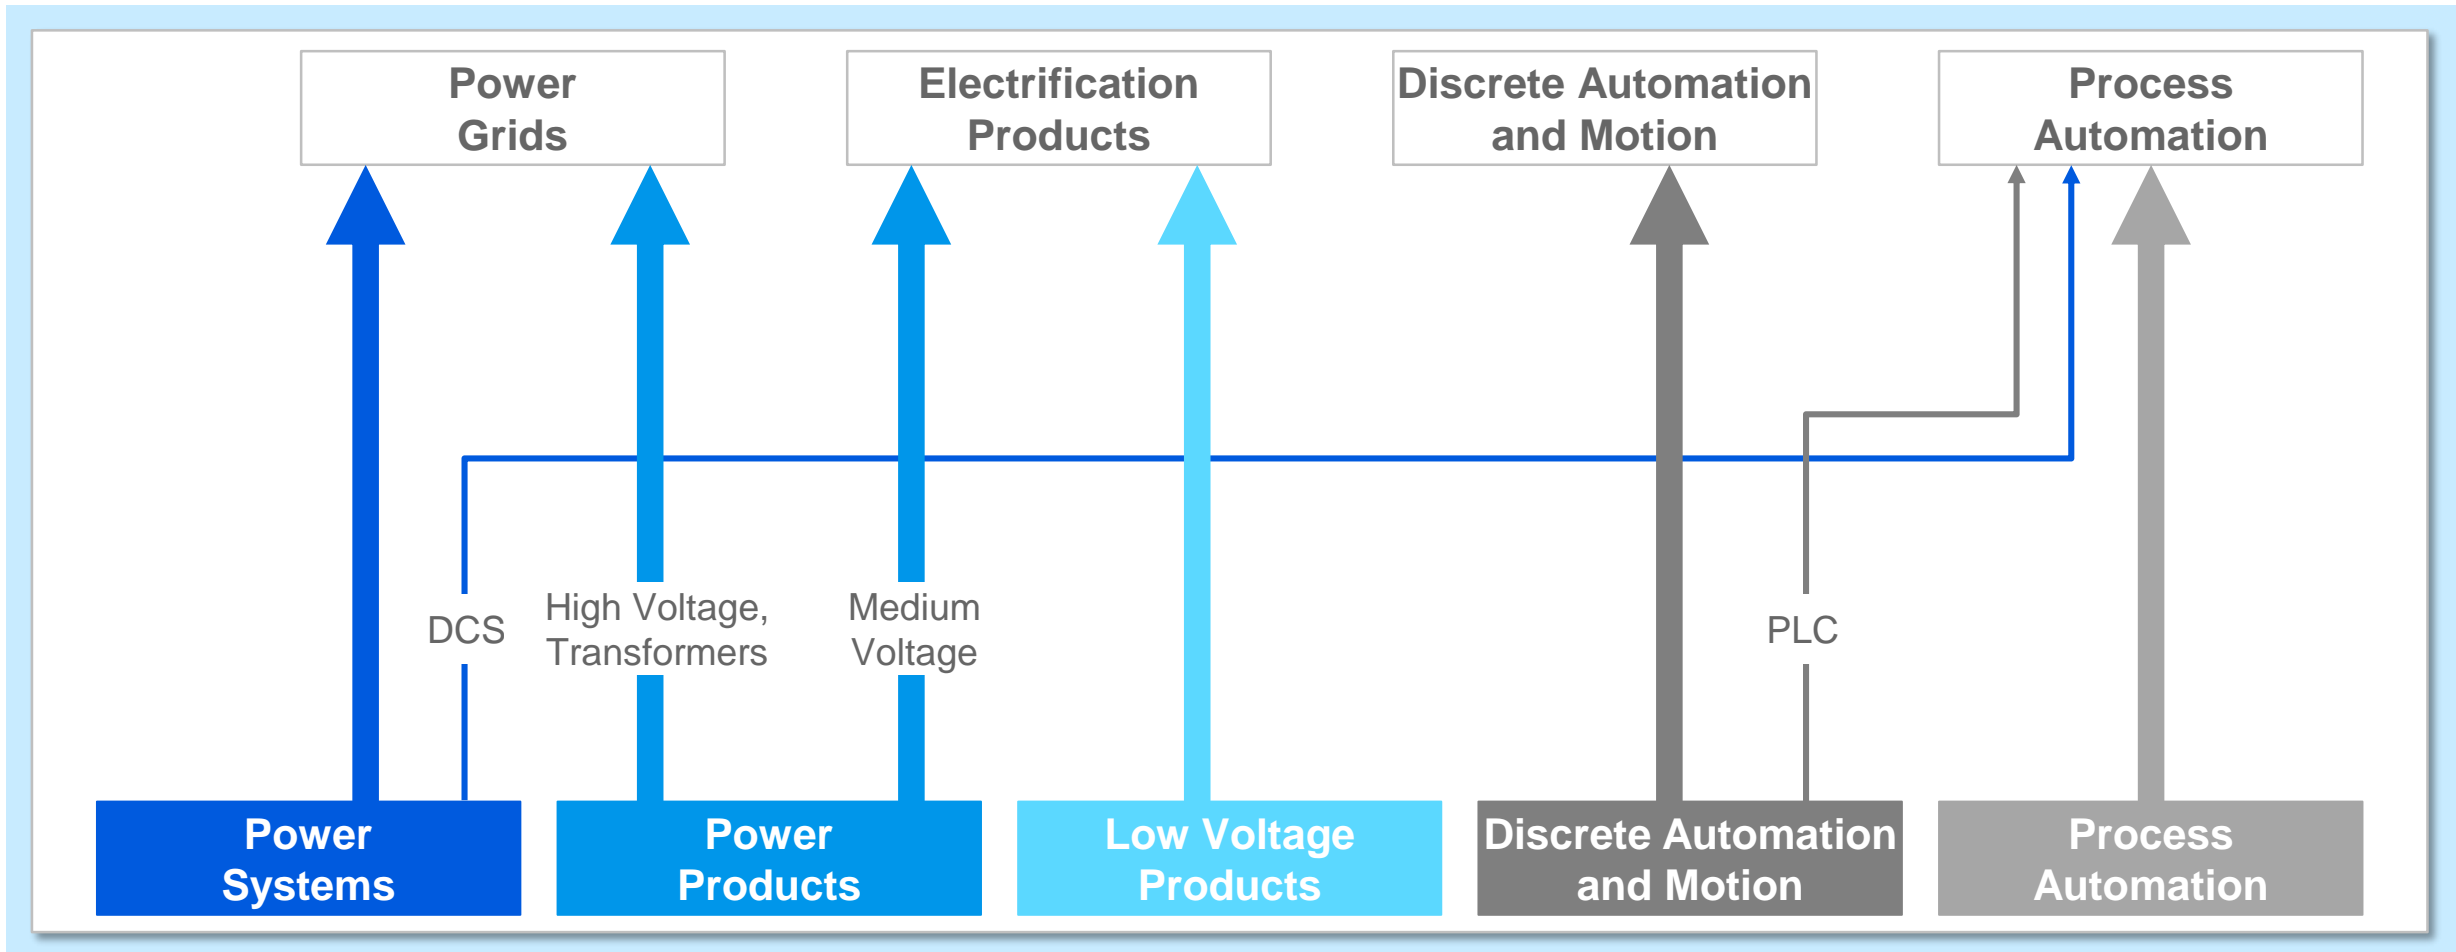 Power
Grids
Electrification
Products
Discrete Automation
and Motion
Process
Automation
DCS
High Voltage,
Transformers
Medium
Voltage
PLC
Power
Systems
Power
Products
Low Voltage
Products
Discrete Automation
and Motion
Process
Automation